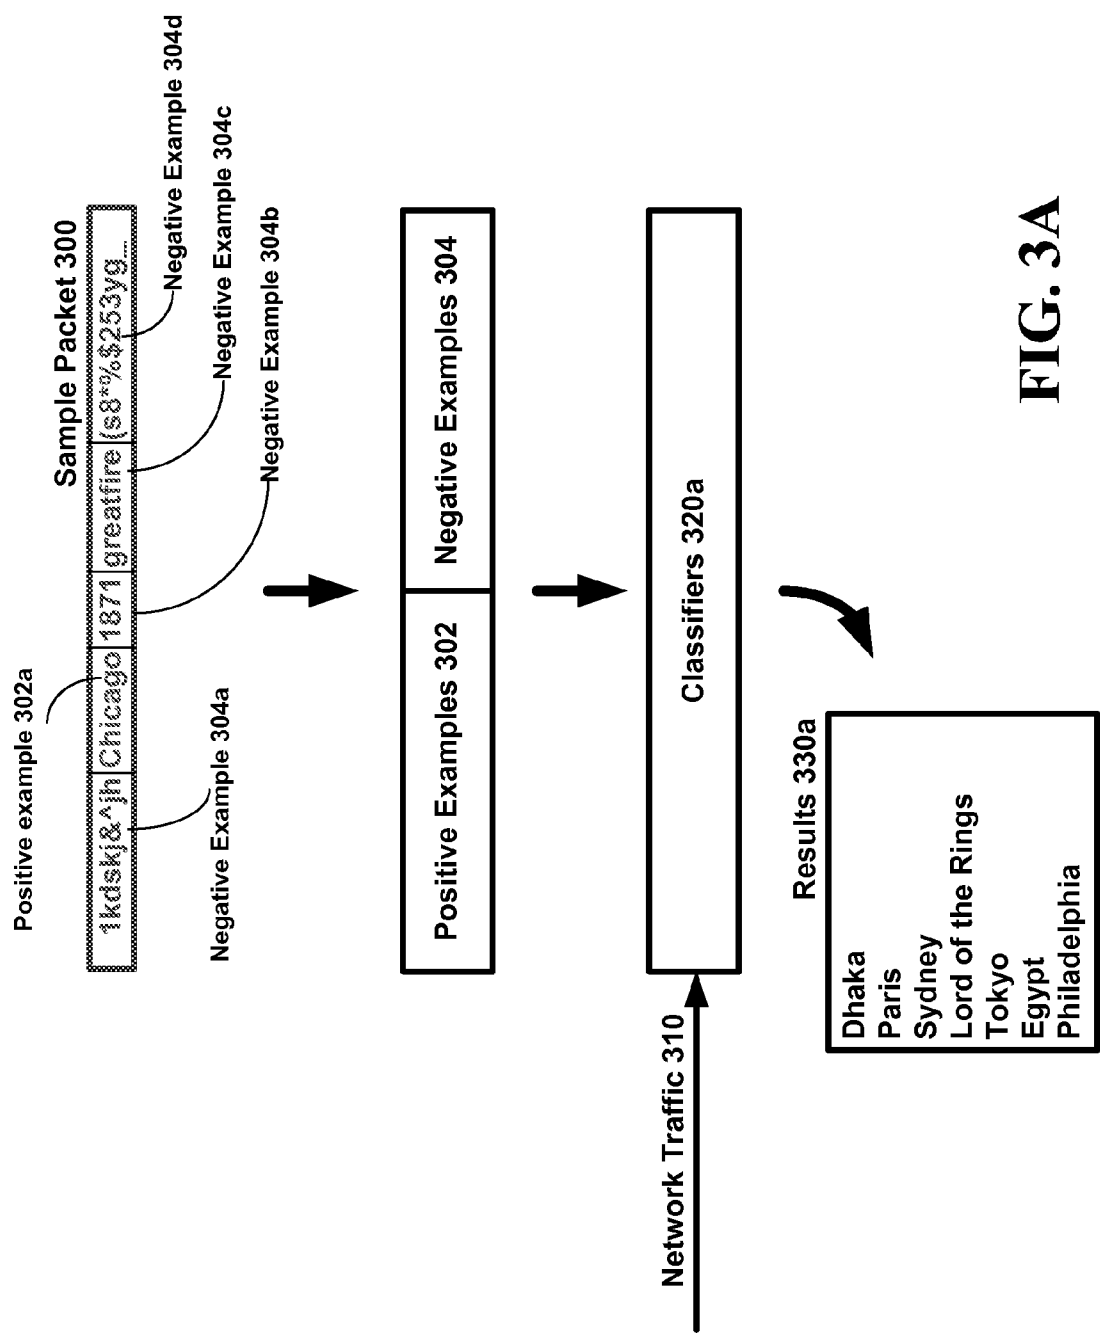 Positive example 302a
Sample Packet 300
1kdskj&^jh Chicago 1871 greatfire (s8*%$253yg...
Negative Example 304a
Negative Example 304b
Negative Example 304c
Negative Example 304d
Positive Examples 302
Negative Examples 304
Network Traffic 310
Classifiers 320a
Results 330a
Dhaka
Paris
Sydney
Lord of the Rings
Tokyo
Egypt
Philadelphia
FIG. 3A